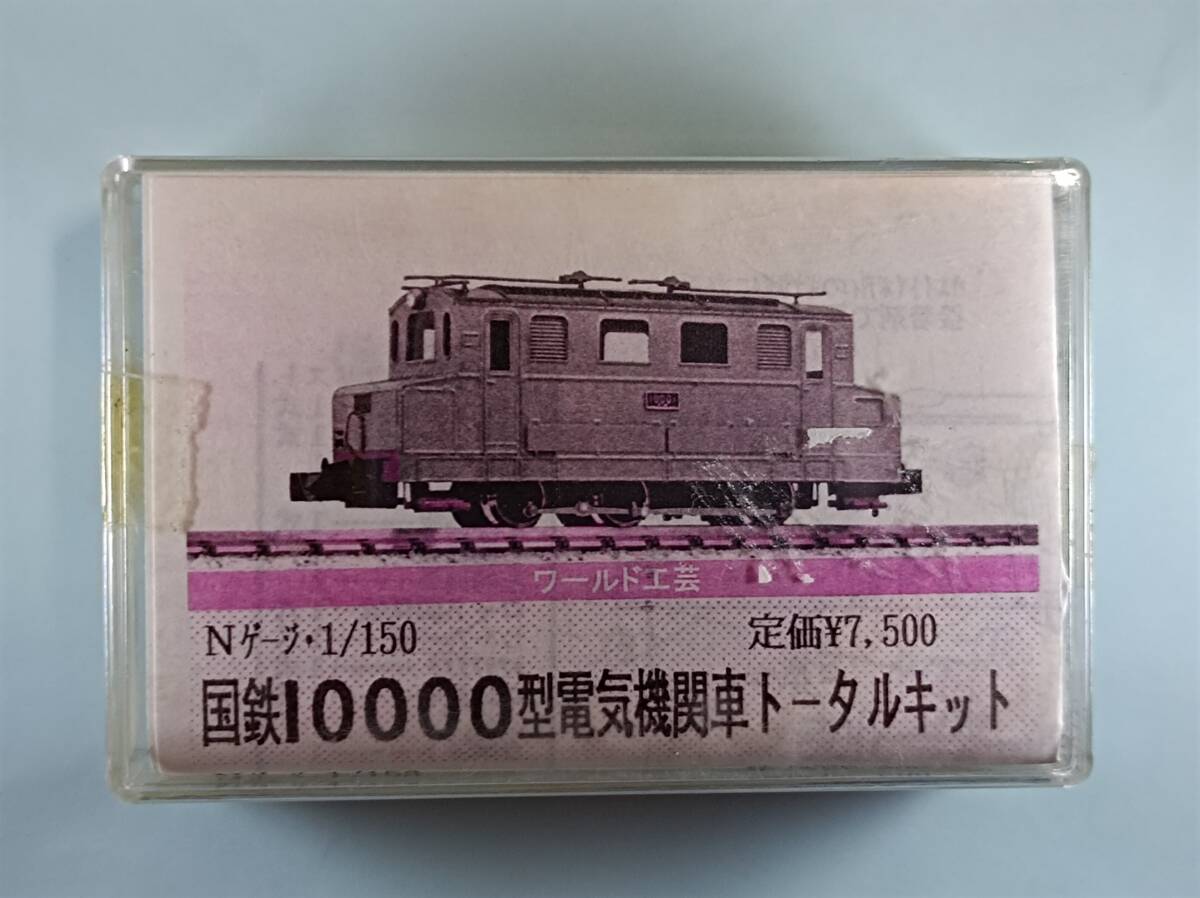 ワールド工芸
Nゲージ・1/150
定価¥7,500
国鉄10000型電気機関車トータルキット